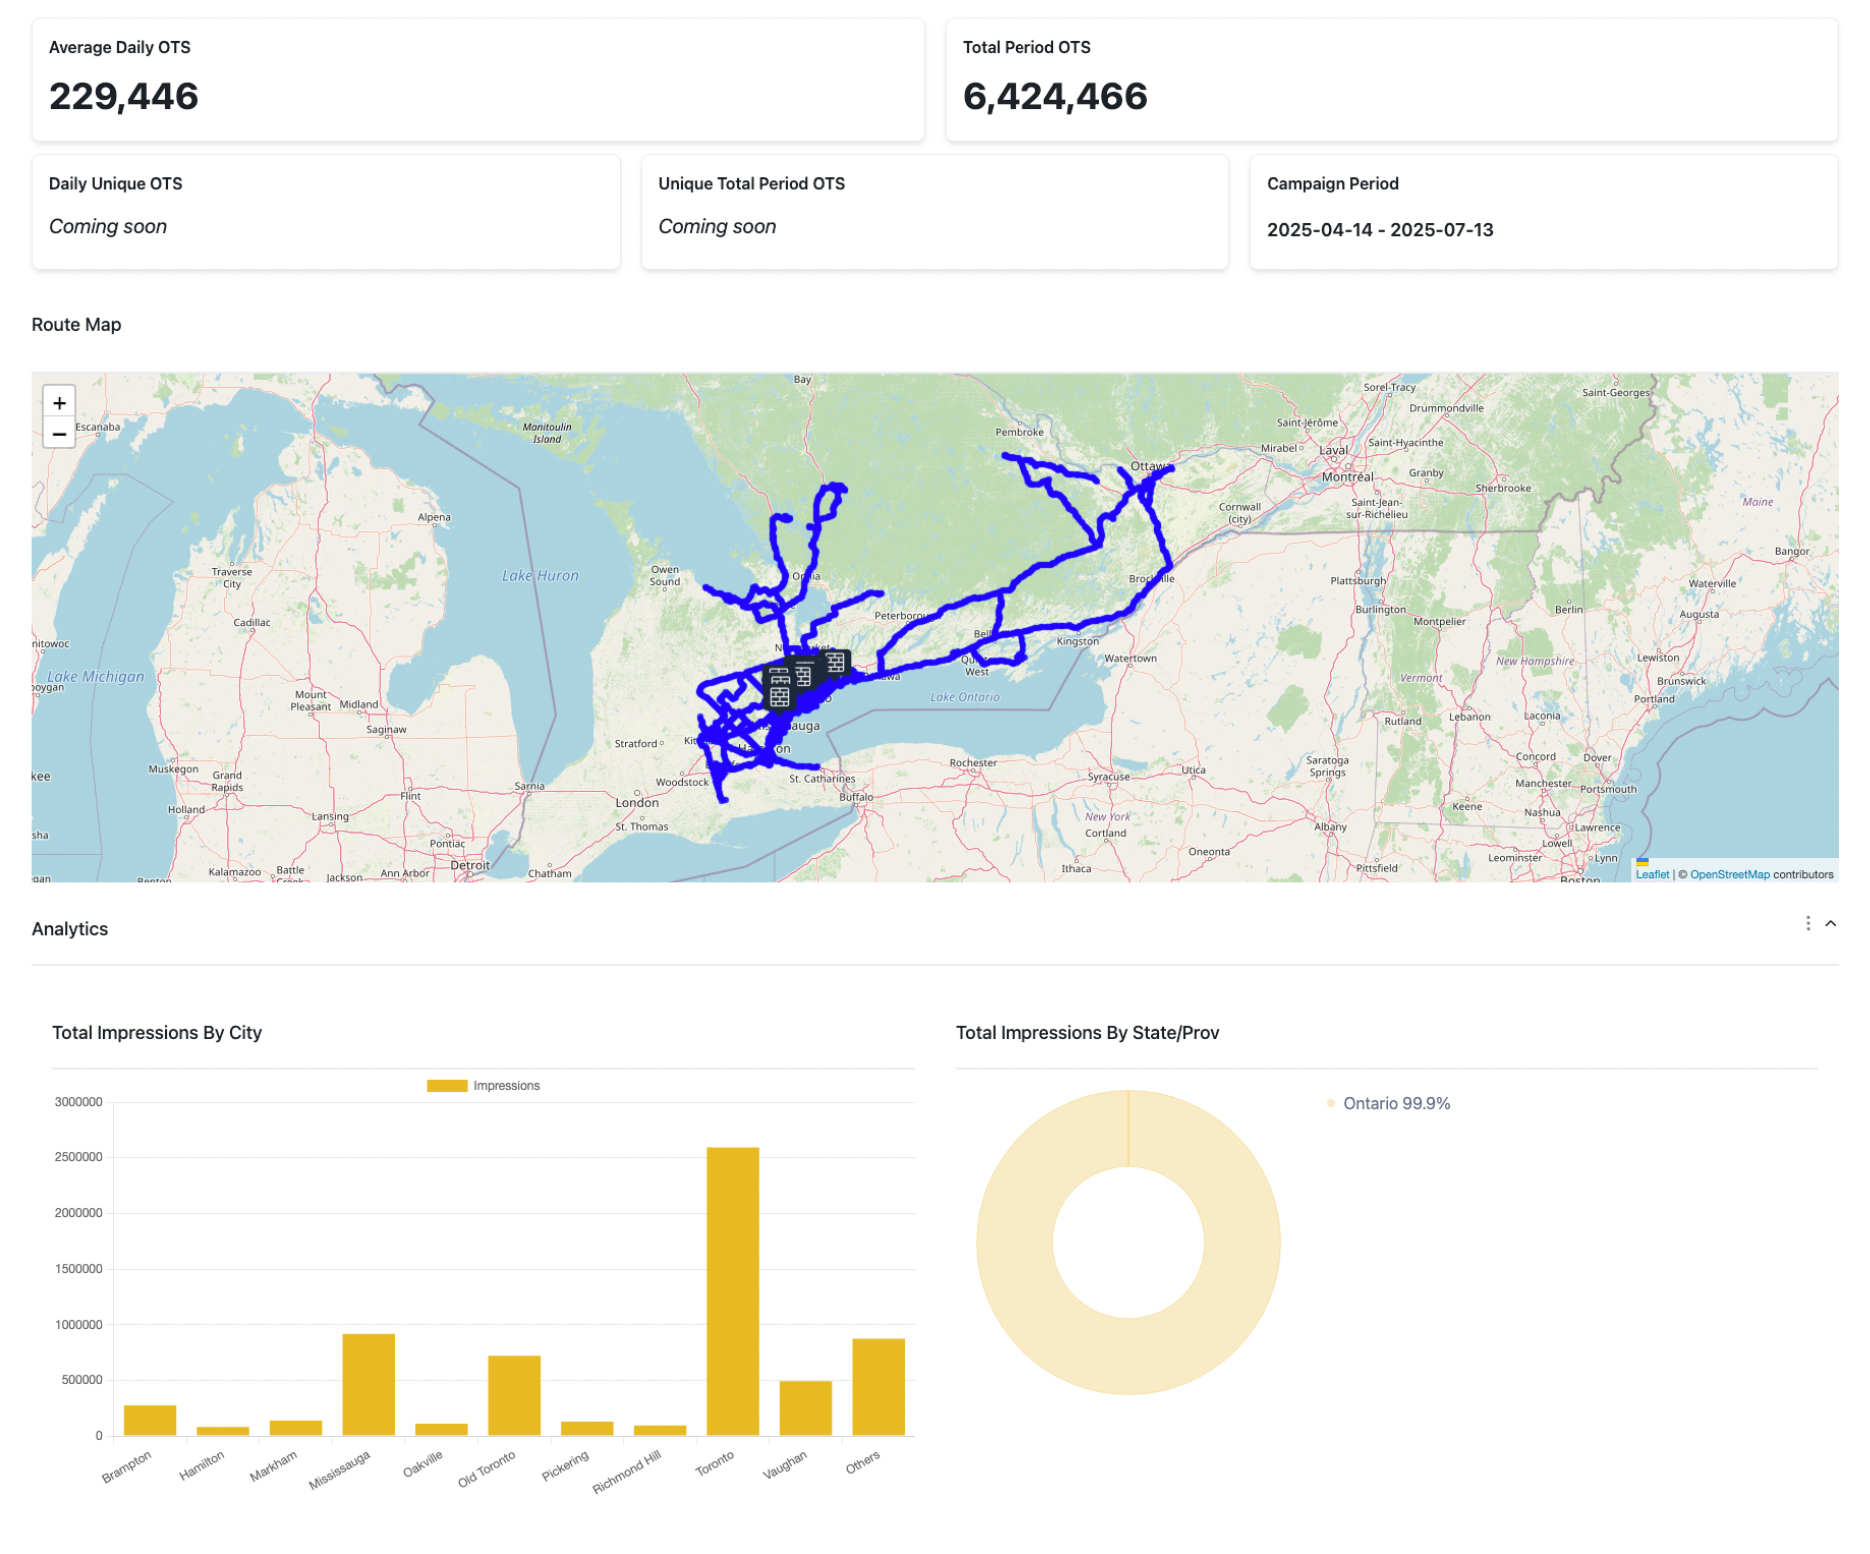 Average Daily OTS
229,446
Total Period OTS
6,424,466
Daily Unique OTS
Coming soon
Unique Total Period OTS
Coming soon
Campaign Period
2025-04-14 - 2025-07-13
Route Map
+
−
Bay
Escanaba
Manitoulin
Island
Pembroke
Ottawa
Sorel-Tracy
Drummondville
Saint-Georges
Saint-Jérôme
Mirabel
Laval
Saint-Hyacinthe
Montréal
Granby
Sherbrooke
Saint-Jean-
sur-Richelieu
Cornwall
(city)
Maine
Bangor
Alpena
Traverse
City
Lake Huron
Owen
Sound
Plattsburgh
Burlington
Montpelier
Berlin
Waterville
Augusta
Cadillac
Peterboro
Kingston
Watertown
Lake Ontario
West
nitowoc
Lake Michigan
boygan
New Hampshire
Lewiston
Brunswick
Vermont
Portland
Mount
Pleasant
Midland
Saginaw
auga
Stratford
Rutland
Lebanon
Laconia
Muskegon
Grand
Rapids
Woodstock
St. Catharines
Rochester
Syracuse
Utica
Saratoga
Springs
Concord
Dover
Manchester
Portsmouth
kee
Holland
Flint
Sarnia
London
Buffalo
Keene
Nashua
Lansing
St. Thomas
New York
Cortland
Albany
Lawrence
Lowell
sha
Pontiac
Detroit
Oneonta
Leominster
Lynn
Kalamazoo
Battle
Creek
Jackson
Ann Arbor
Chatham
Ithaca
Pittsfield
Boston
gan
Benton
Leaflet | © OpenStreetMap contributors
Analytics
Total Impressions By City
Impressions
3000000
2500000
2000000
1500000
1000000
500000
0
Brampton
Hamilton
Markham
Mississauga
Oakville
Old Toronto
Pickering
Richmond Hill
Toronto
Vaughan
Others
Total Impressions By State/Prov
Ontario 99.9%